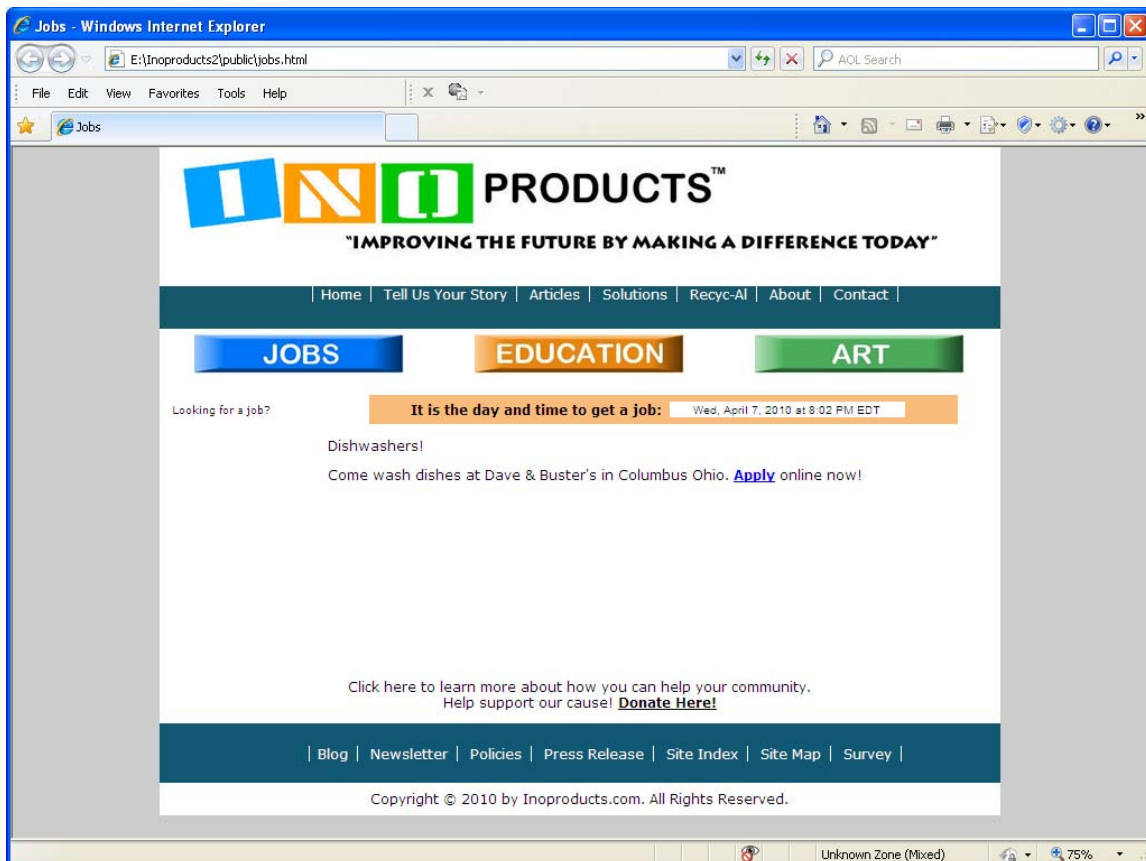 Jobs - Windows Internet Explorer
E:\Inoproducts2\public\jobs.html
AOL Search
File Edit View Favorites Tools Help
X
Jobs
INO PRODUCTS™
"IMPROVING THE FUTURE BY MAKING A DIFFERENCE TODAY"
| Home | Tell Us Your Story | Articles | Solutions | Recyc-Al | About | Contact |
JOBS EDUCATION ART
Looking for a job? It is the day and time to get a job: Wed, April 7, 2010 at 8:02 PM EDT
Dishwashers!
Come wash dishes at Dave & Buster's in Columbus Ohio. Apply online now!
Click here to learn more about how you can help your community.
Help support our cause! Donate Here!
| Blog | Newsletter | Policies | Press Release | Site Index | Site Map | Survey |
Copyright © 2010 by Inoproducts.com. All Rights Reserved.
Unknown Zone (Mixed) 75%